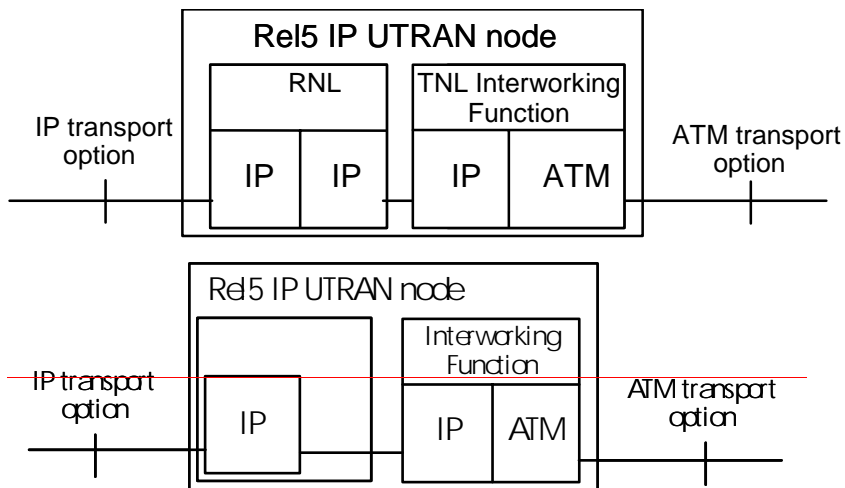 Rel5 IP UTRAN node
RNL
TNL Interworking
Function
IP transport
option
IP
IP
IP
ATM
ATM transport
option
Rel5 IP UTRAN node
Interworking
Function
IP transport
option
IP
IP
ATM
ATM transport
option